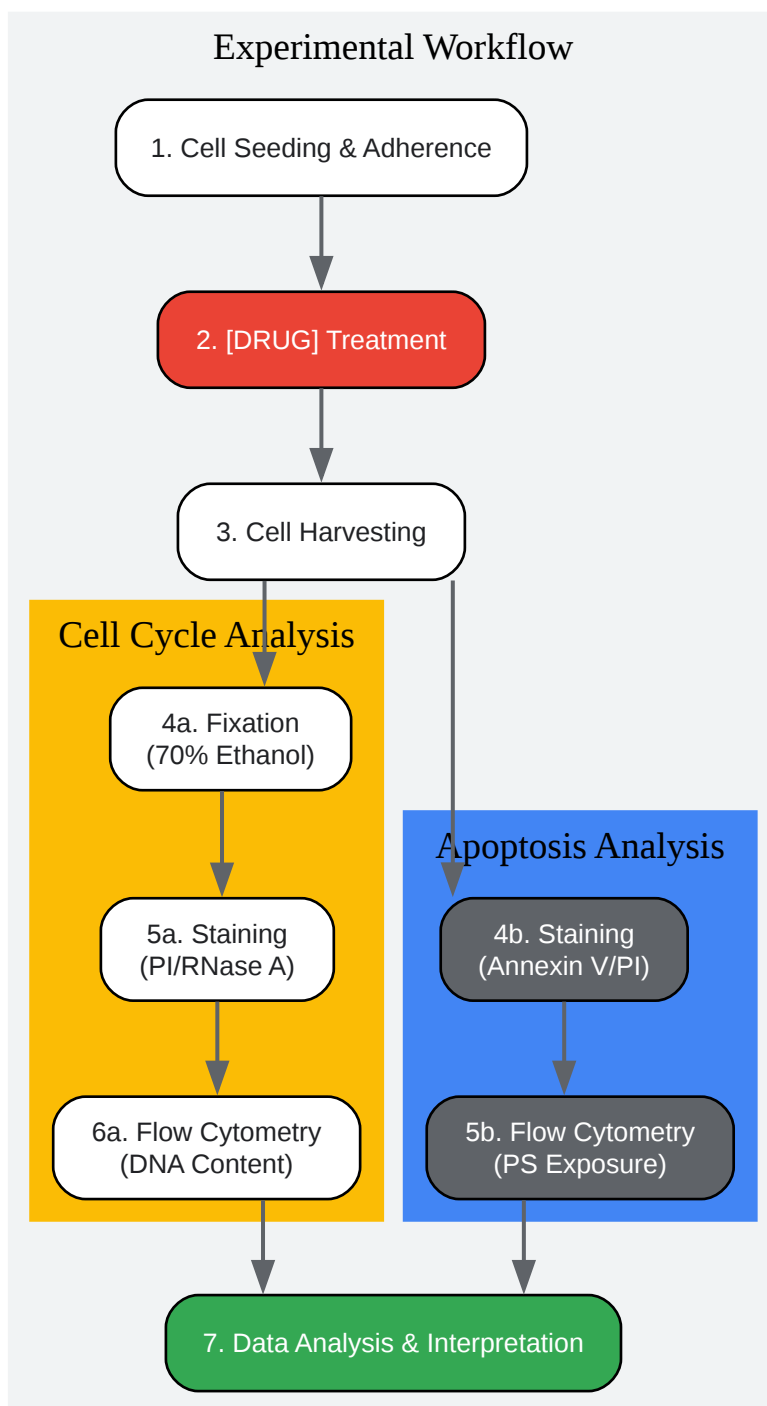 Experimental Workflow
1. Cell Seeding & Adherence
2. [DRUG] Treatment
3. Cell Harvesting
Cell Cycle Analysis
4a. Fixation
(70% Ethanol)
5a. Staining
(PI/RNase A)
6a. Flow Cytometry
(DNA Content)
Apoptosis Analysis
4b. Staining
(Annexin V/PI)
5b. Flow Cytometry
(PS Exposure)
7. Data Analysis & Interpretation